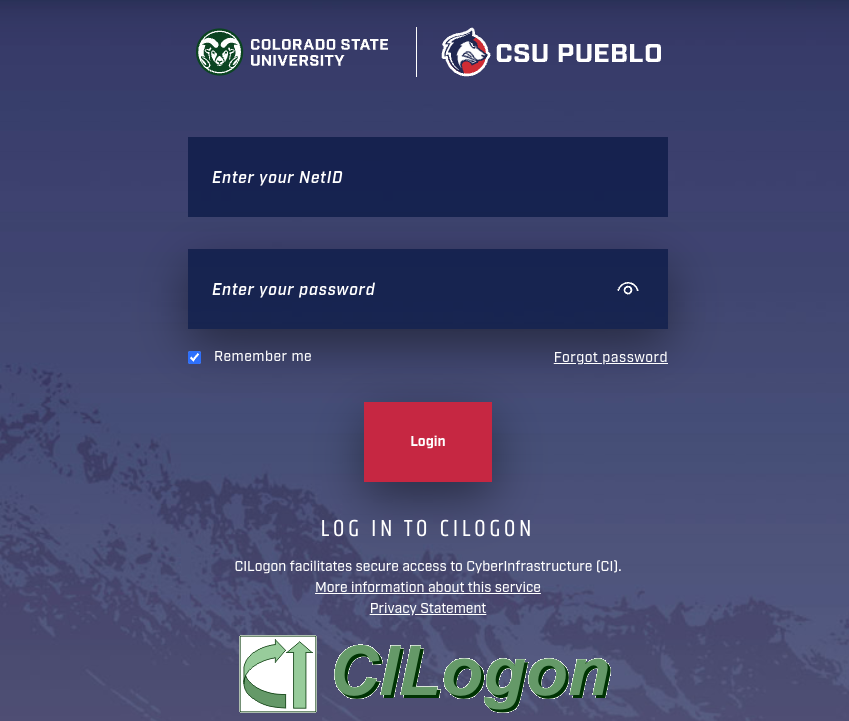 COLORADO STATE
UNIVERSITY
CSU PUEBLO
Enter your NetID
Enter your password
Remember me
Forgot password
Login
LOG IN TO CILOGON
CILogon facilitates secure access to CyberInfrastructure (CI).
More information about this service
Privacy Statement
CI CILogon